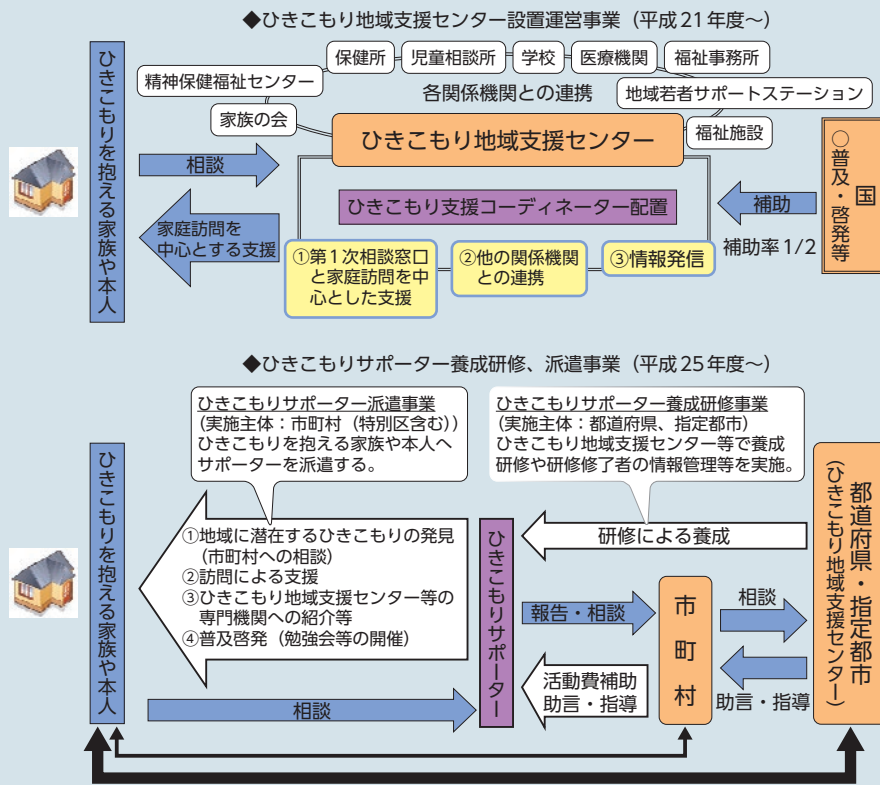 ◆ひきこもり地域支援センター設置運営事業（平成21年度～）
保健所
児童相談所
学校
医療機関
福祉事務所
精神保健福祉センター
各関係機関との連携
地域若者サポートステーション
家族の会
福祉施設
ひきこもり地域支援センター
ひきこもりを抱える家族や本人
相談
家庭訪問を
中心とする支援
ひきこもり支援コーディネーター配置
①第1次相談窓口
と家庭訪問を中
心とした支援
②他の関係機関
との連携
③情報発信
補助
補助率1/2
国
○普及・啓発等
◆ひきこもりサポーター養成研修、派遣事業（平成25年度～）
ひきこもりサポーター派遣事業
(実施主体：市町村（特別区含む））
ひきこもりを抱える家族や本人へ
サポーターを派遣する。
ひきこもりサポーター養成研修事業
(実施主体：都道府県、指定都市)
ひきこもり地域支援センター等で養成
研修や研修修了者の情報管理等を実施。
ひきこもりを抱える家族や本人
①地域に潜在するひきこもりの発見
(市町村への相談)
②訪問による支援
③ひきこもり地域支援センター等の
専門機関への紹介等
④普及啓発（勉強会等の開催）
相談
ひきこもりサポーター
研修による養成
報告・相談
活動費補助
助言・指導
市町村
相談
助言・指導
都道府県・指定都市
(ひきこもり地域支援センター)